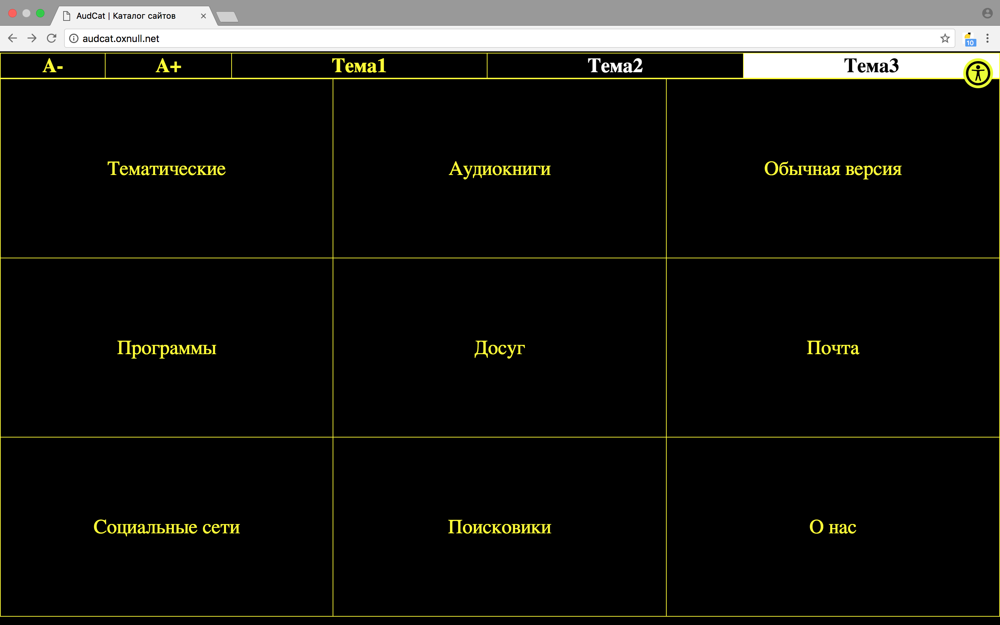 AudCat | Каталог сайтов
audcat.oxnull.net
10
A- A+ Тема1 Тема2 Тема3
Тематические Аудиокниги Обычная версия
Программы Досуг Почта
Социальные сети Поисковики О нас